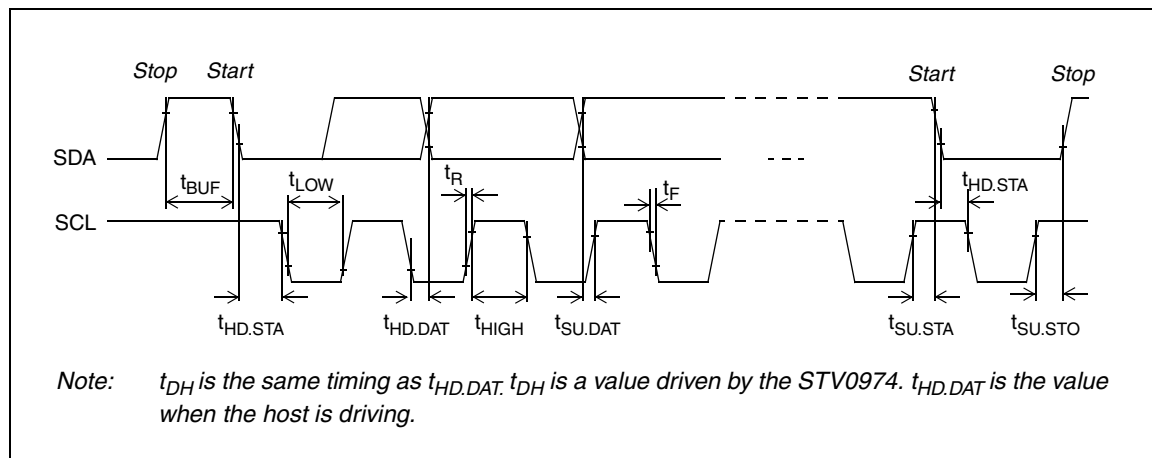 Stop Start Start Stop
SDA
tBUF tLOW tR tF tHD.STA
SCL
tHD.STA tHD.DAT tHIGH tSU.DAT tSU.STA tSU.STO
Note: tDH is the same timing as tHD.DAT. tDH is a value driven by the STV0974. tHD.DAT is the value
when the host is driving.